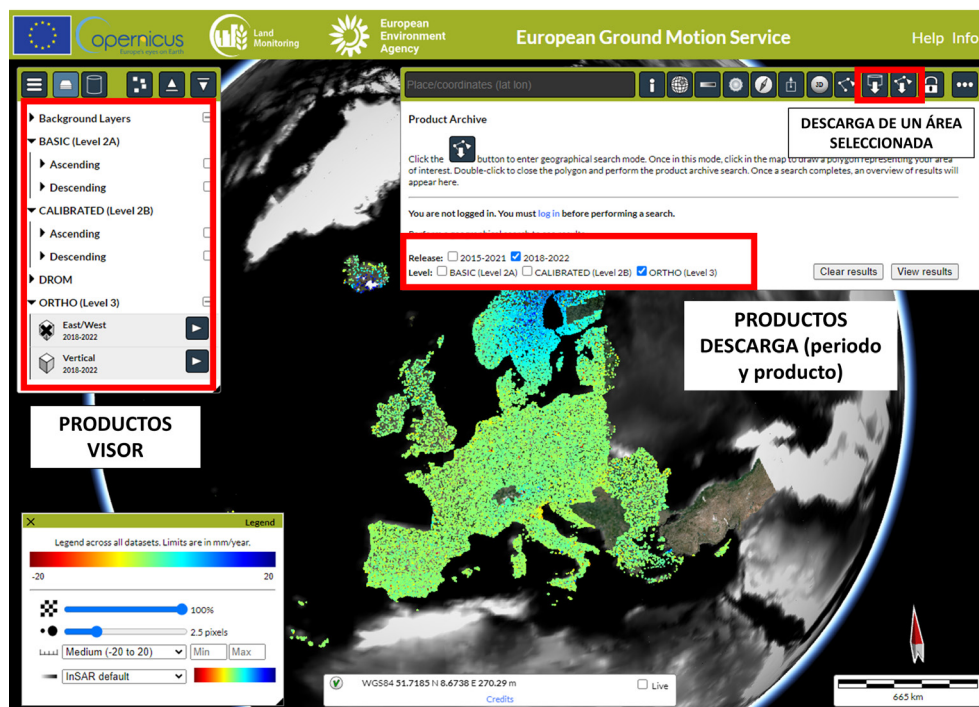 Copernicus
Europe's eyes on Earth
Land
Monitoring
European
Environment
Agency
European Ground Motion Service
Help Info
Place/coordinates (lat lon)
3D
Background Layers
BASIC (Level 2A)
Ascending
Descending
CALIBRATED (Level 2B)
Ascending
Descending
DROM
ORTHO (Level 3)
East/West
2018-2022
Vertical
2018-2022
PRODUCTOS
VISOR
Product Archive
DESCARGA DE UN ÁREA
SELECCIONADA
Click the button to enter geographical search mode. Once in this mode, click in the map to draw a polygon representing your area
of interest. Double-click to close the polygon and perform the product archive search. Once a search completes, an overview of results will
appear here.
You are not logged in. You must log in before performing a search.
Release: 2015-2021 2018-2022
Level: BASIC (Level 2A) CALIBRATED (Level 2B) ORTHO (Level 3)
Clear results View results
PRODUCTOS
DESCARGA (periodo
y producto)
Legend
Legend across all datasets. Limits are in mm/year.
-20 20
100%
2.5 pixels
Medium (-20 to 20) Min Max
InSAR default
WGS84 51.7185 N 8.6738 E 270.29 m
Live
Credits
665 km